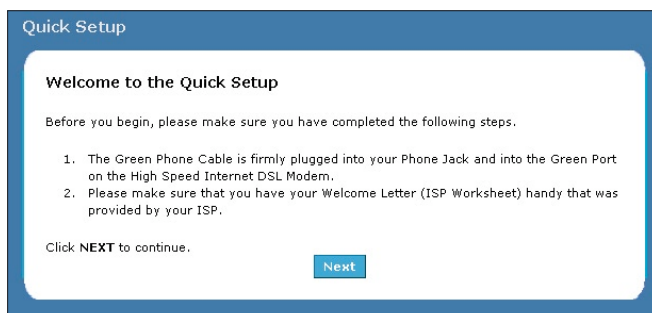 Quick Setup
Welcome to the Quick Setup
Before you begin, please make sure you have completed the following steps.
1. The Green Phone Cable is firmly plugged into your Phone Jack and into the Green Port
on the High Speed Internet DSL Modem.
2. Please make sure that you have your Welcome Letter (ISP Worksheet) handy that was
provided by your ISP.
Click NEXT to continue.
Next